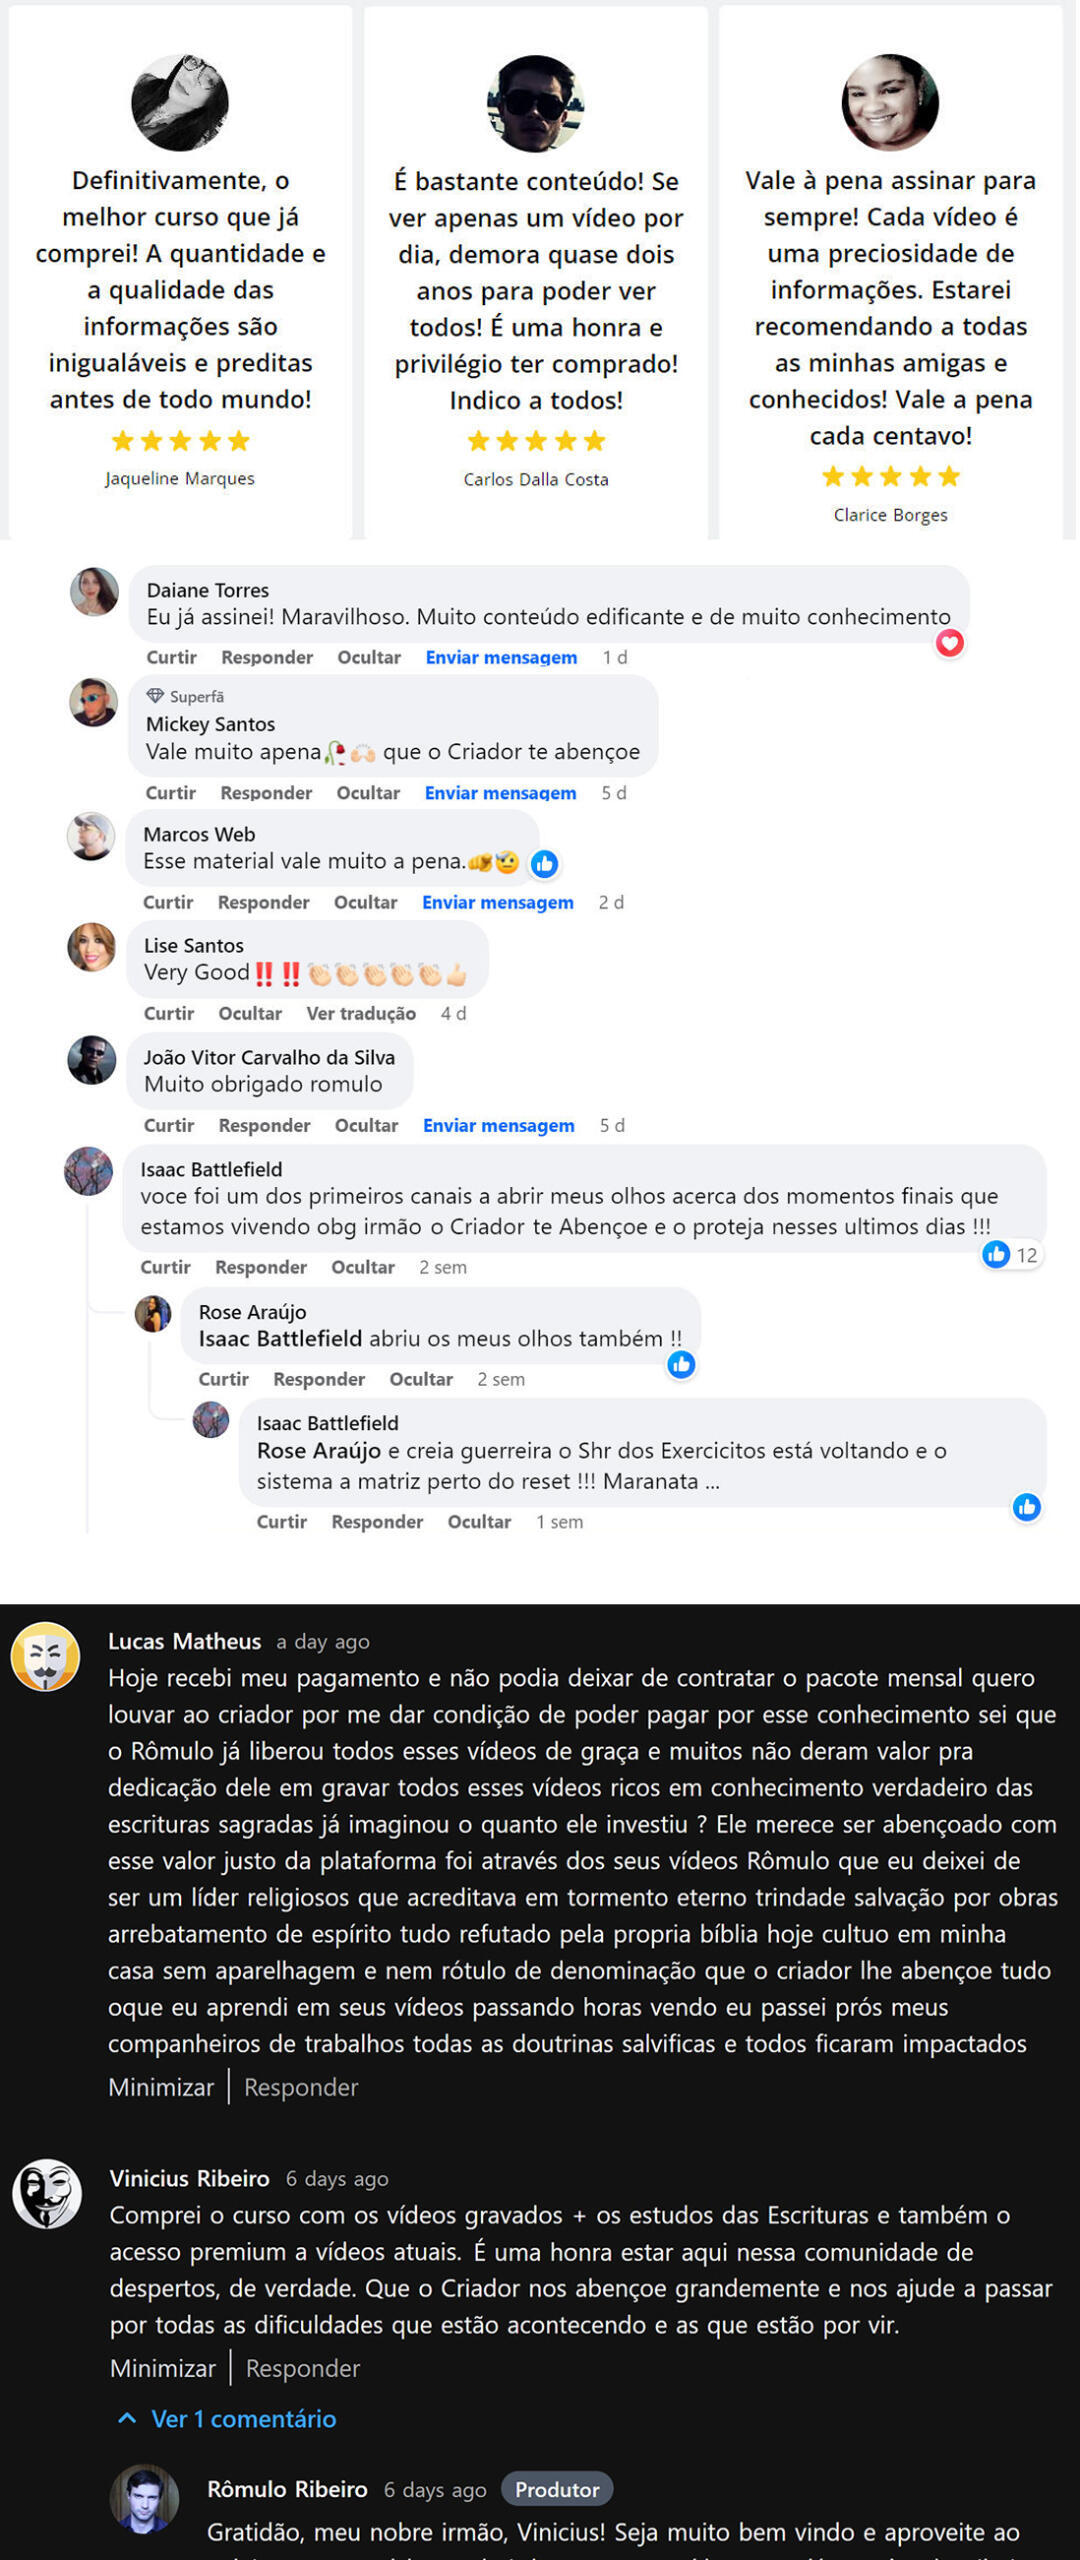 Definitivamente, o
melhor curso que já
comprei! A quantidade e
a qualidade das
informações são
inigualáveis e preditas
antes de todo mundo!
Jaqueline Marques
É bastante conteúdo! Se
ver apenas um vídeo por
dia, demora quase dois
anos para poder ver
todos! É uma honra e
privilégio ter comprado!
Indico a todos!
Carlos Dalla Costa
Vale à pena assinar para
sempre! Cada vídeo é
uma preciosidade de
informações. Estarei
recomendando a todas
as minhas amigas e
conhecidos! Vale a pena
cada centavo!
Clarice Borges
Daiane Torres
Eu já assinei! Maravilhoso. Muito conteúdo edificante e de muito conhecimento
Curtir Responder Ocultar Enviar mensagem 1 d
Superfã
Mickey Santos
Vale muito apena🥀🙌🏻 que o Criador te abençoe
Curtir Responder Ocultar Enviar mensagem 5 d
Marcos Web
Esse material vale muito a pena.🫵🤕
Curtir Responder Ocultar Enviar mensagem 2 d
Lise Santos
Very Good‼️‼️👏🏻👏🏻👏🏻👏🏻👏🏻👍🏻
Curtir Ocultar Ver tradução 4 d
João Vitor Carvalho da Silva
Muito obrigado romulo
Curtir Responder Ocultar Enviar mensagem 5 d
Isaac Battlefield
voce foi um dos primeiros canais a abrir meus olhos acerca dos momentos finais que
estamos vivendo obg irmão o Criador te Abençoe e o proteja nesses ultimos dias !!!
12
Curtir Responder Ocultar 2 sem
Rose Araújo
Isaac Battlefield abriu os meus olhos também !!
Curtir Responder Ocultar 2 sem
Isaac Battlefield
Rose Araújo e creia guerreira o Shr dos Exercicitos está voltando e o
sistema a matriz perto do reset !!! Maranata ...
Curtir Responder Ocultar 1 sem
Lucas Matheus a day ago
Hoje recebi meu pagamento e não podia deixar de contratar o pacote mensal quero
louvar ao criador por me dar condição de poder pagar por esse conhecimento sei que
o Rômulo já liberou todos esses vídeos de graça e muitos não deram valor pra
dedicação dele em gravar todos esses vídeos ricos em conhecimento verdadeiro das
escrituras sagradas já imaginou o quanto ele investiu ? Ele merece ser abençoado com
esse valor justo da plataforma foi através dos seus vídeos Rômulo que eu deixei de
ser um líder religiosos que acreditava em tormento eterno trindade salvação por obras
arrebatamento de espírito tudo refutado pela propria bíblia hoje cultuo em minha
casa sem aparelhagem e nem rótulo de denominação que o criador lhe abençoe tudo
oque eu aprendi em seus vídeos passando horas vendo eu passei prós meus
companheiros de trabalhos todas as doutrinas salvificas e todos ficaram impactados
Minimizar | Responder
Vinicius Ribeiro 6 days ago
Comprei o curso com os vídeos gravados + os estudos das Escrituras e também o
acesso premium a vídeos atuais. É uma honra estar aqui nessa comunidade de
despertos, de verdade. Que o Criador nos abençoe grandemente e nos ajude a passar
por todas as dificuldades que estão acontecendo e as que estão por vir.
Minimizar | Responder
Ver 1 comentário
Rômulo Ribeiro 6 days ago Produtor
Gratidão, meu nobre irmão, Vinicius! Seja muito bem vindo e aproveite ao